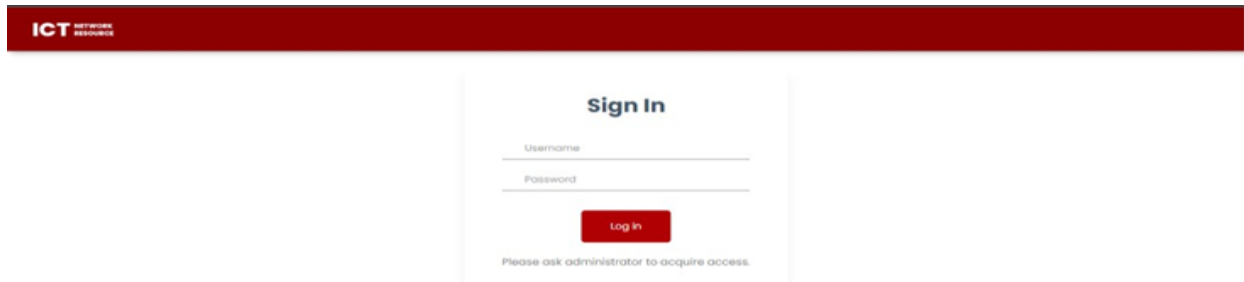 ICT NETWORK
RESOURCE
Sign In
Username
Password
Log in
Please ask administrator to acquire access.